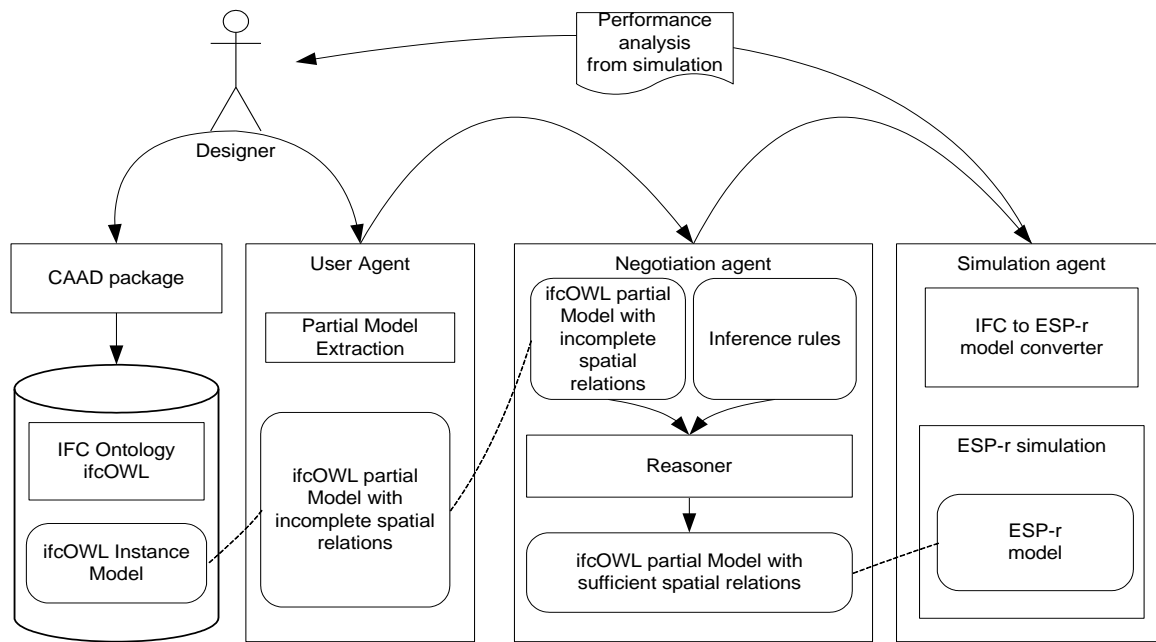 Performance
analysis
from simulation
Designer
CAAD package
IFC Ontology
ifcOWL
ifcOWL Instance
Model
User Agent
Partial Model
Extraction
ifcOWL partial
Model with
incomplete spatial
relations
Negotiation agent
ifcOWL partial
Model with
incomplete
spatial
relations
Inference rules
Reasoner
ifcOWL partial Model with
sufficient spatial relations
Simulation agent
IFC to ESP-r
model converter
ESP-r simulation
ESP-r
model